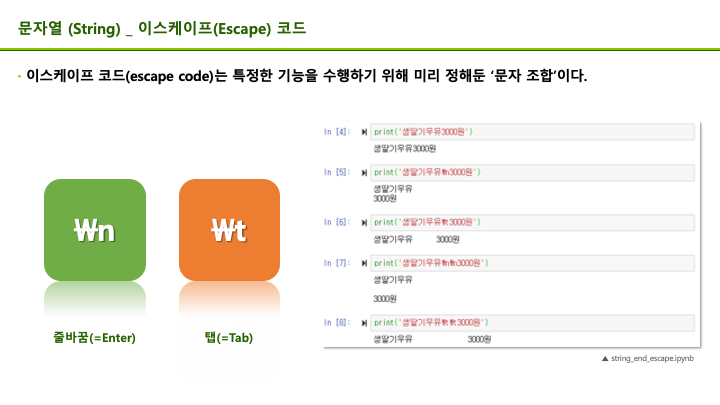 문자열 (String) _ 이스케이프(Escape) 코드
· 이스케이프 코드(escape code)는 특정한 기능을 수행하기 위해 미리 정해둔 ‘문자 조합’이다.
₩n
₩t
줄바꿈(=Enter)
탭(=Tab)
In [4]: print('생딸기우유3000원')
생딸기우유3000원
In [5]: print('생딸기우유₩n3000원')
생딸기우유
3000원
In [6]: print('생딸기우유₩t3000원')
생딸기우유 3000원
In [7]: print('생딸기우유₩n₩n3000원')
생딸기우유
3000원
In [8]: print('생딸기우유₩t₩t3000원')
생딸기우유 3000원
▲ string_end_escape.ipynb